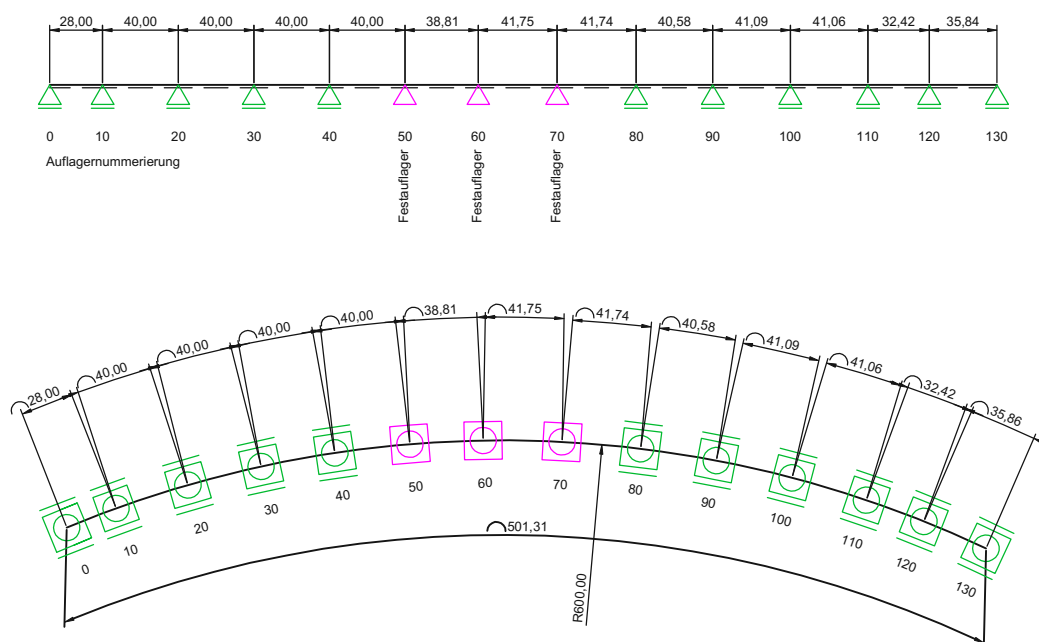 28,00 40,00 40,00 40,00 40,00 38,81 41,75 41,74 40,58 41,09 41,06 32,42 35,84
0 10 20 30 40 50 60 70 80 90 100 110 120 130
Auflagernummerierung
Festauflager
Festauflager
Festauflager
28,00 40,00 40,00 40,00 40,00 38,81 41,75 41,74 40,58 41,09 41,06 32,42 35,86
0 10 20 30 40 50 60 70 80 90 100 110 120 130
501,31
R600,00